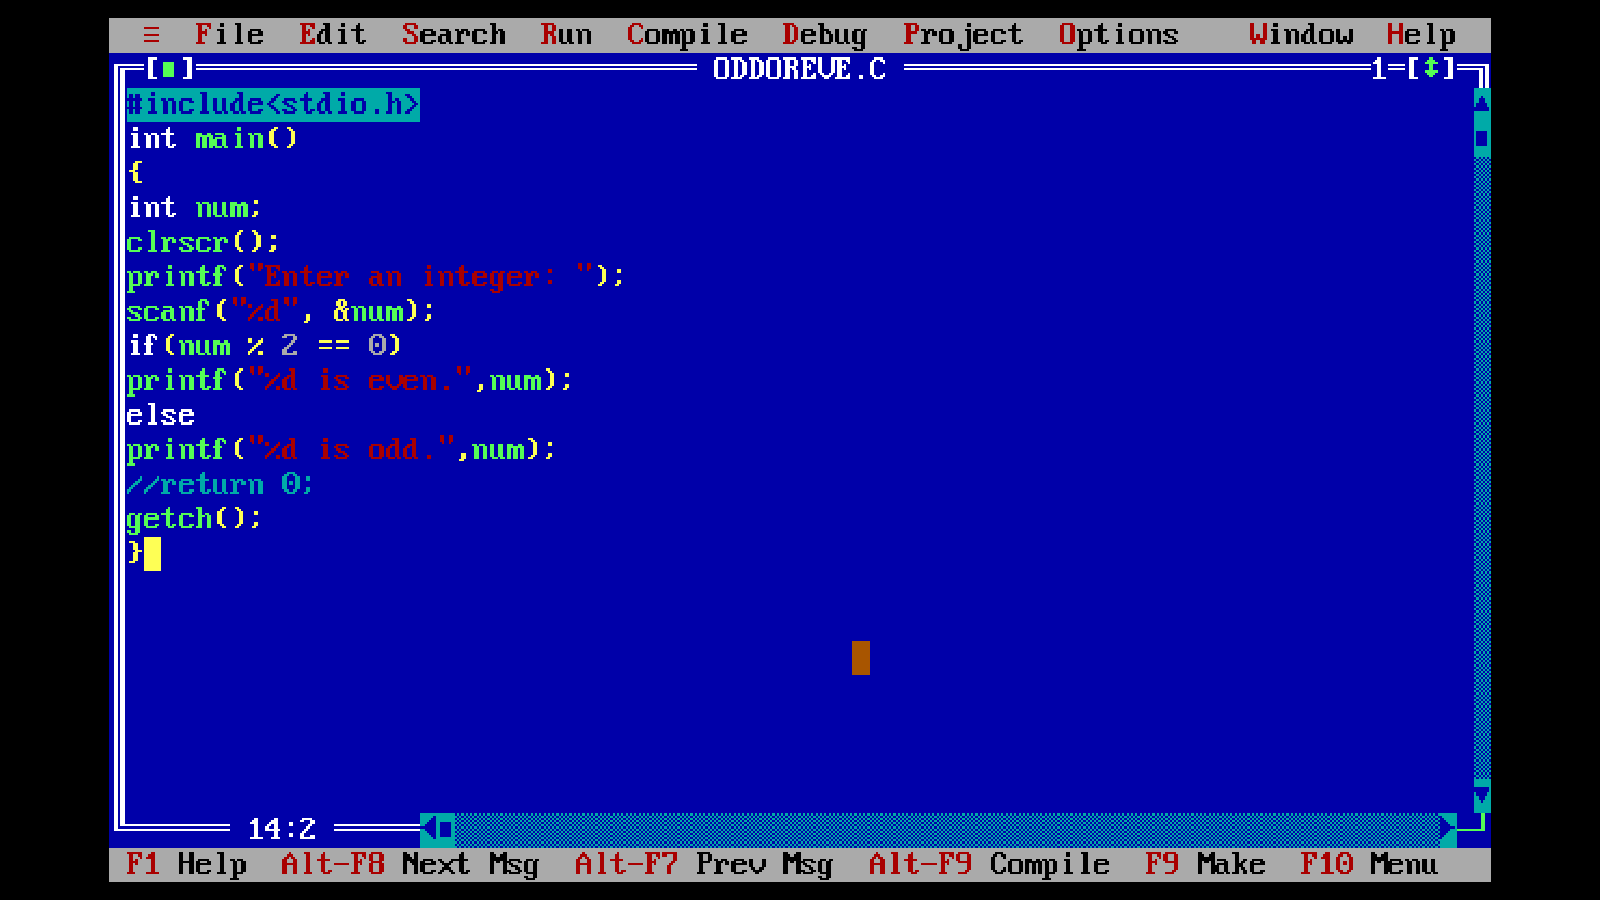 ≡ File Edit Search Run Compile Debug Project Options Window Help
[■] ODDOREVE.C 1=[↕]
#include<stdio.h>
int main()
{
int num;
clrscr();
printf("Enter an integer: ");
scanf("%d", &num);
if(num % 2 == 0)
printf("%d is even.",num);
else
printf("%d is odd.",num);
//return 0;
getch();
}
14:2
F1 Help Alt-F8 Next Msg Alt-F7 Prev Msg Alt-F9 Compile F9 Make F10 Menu